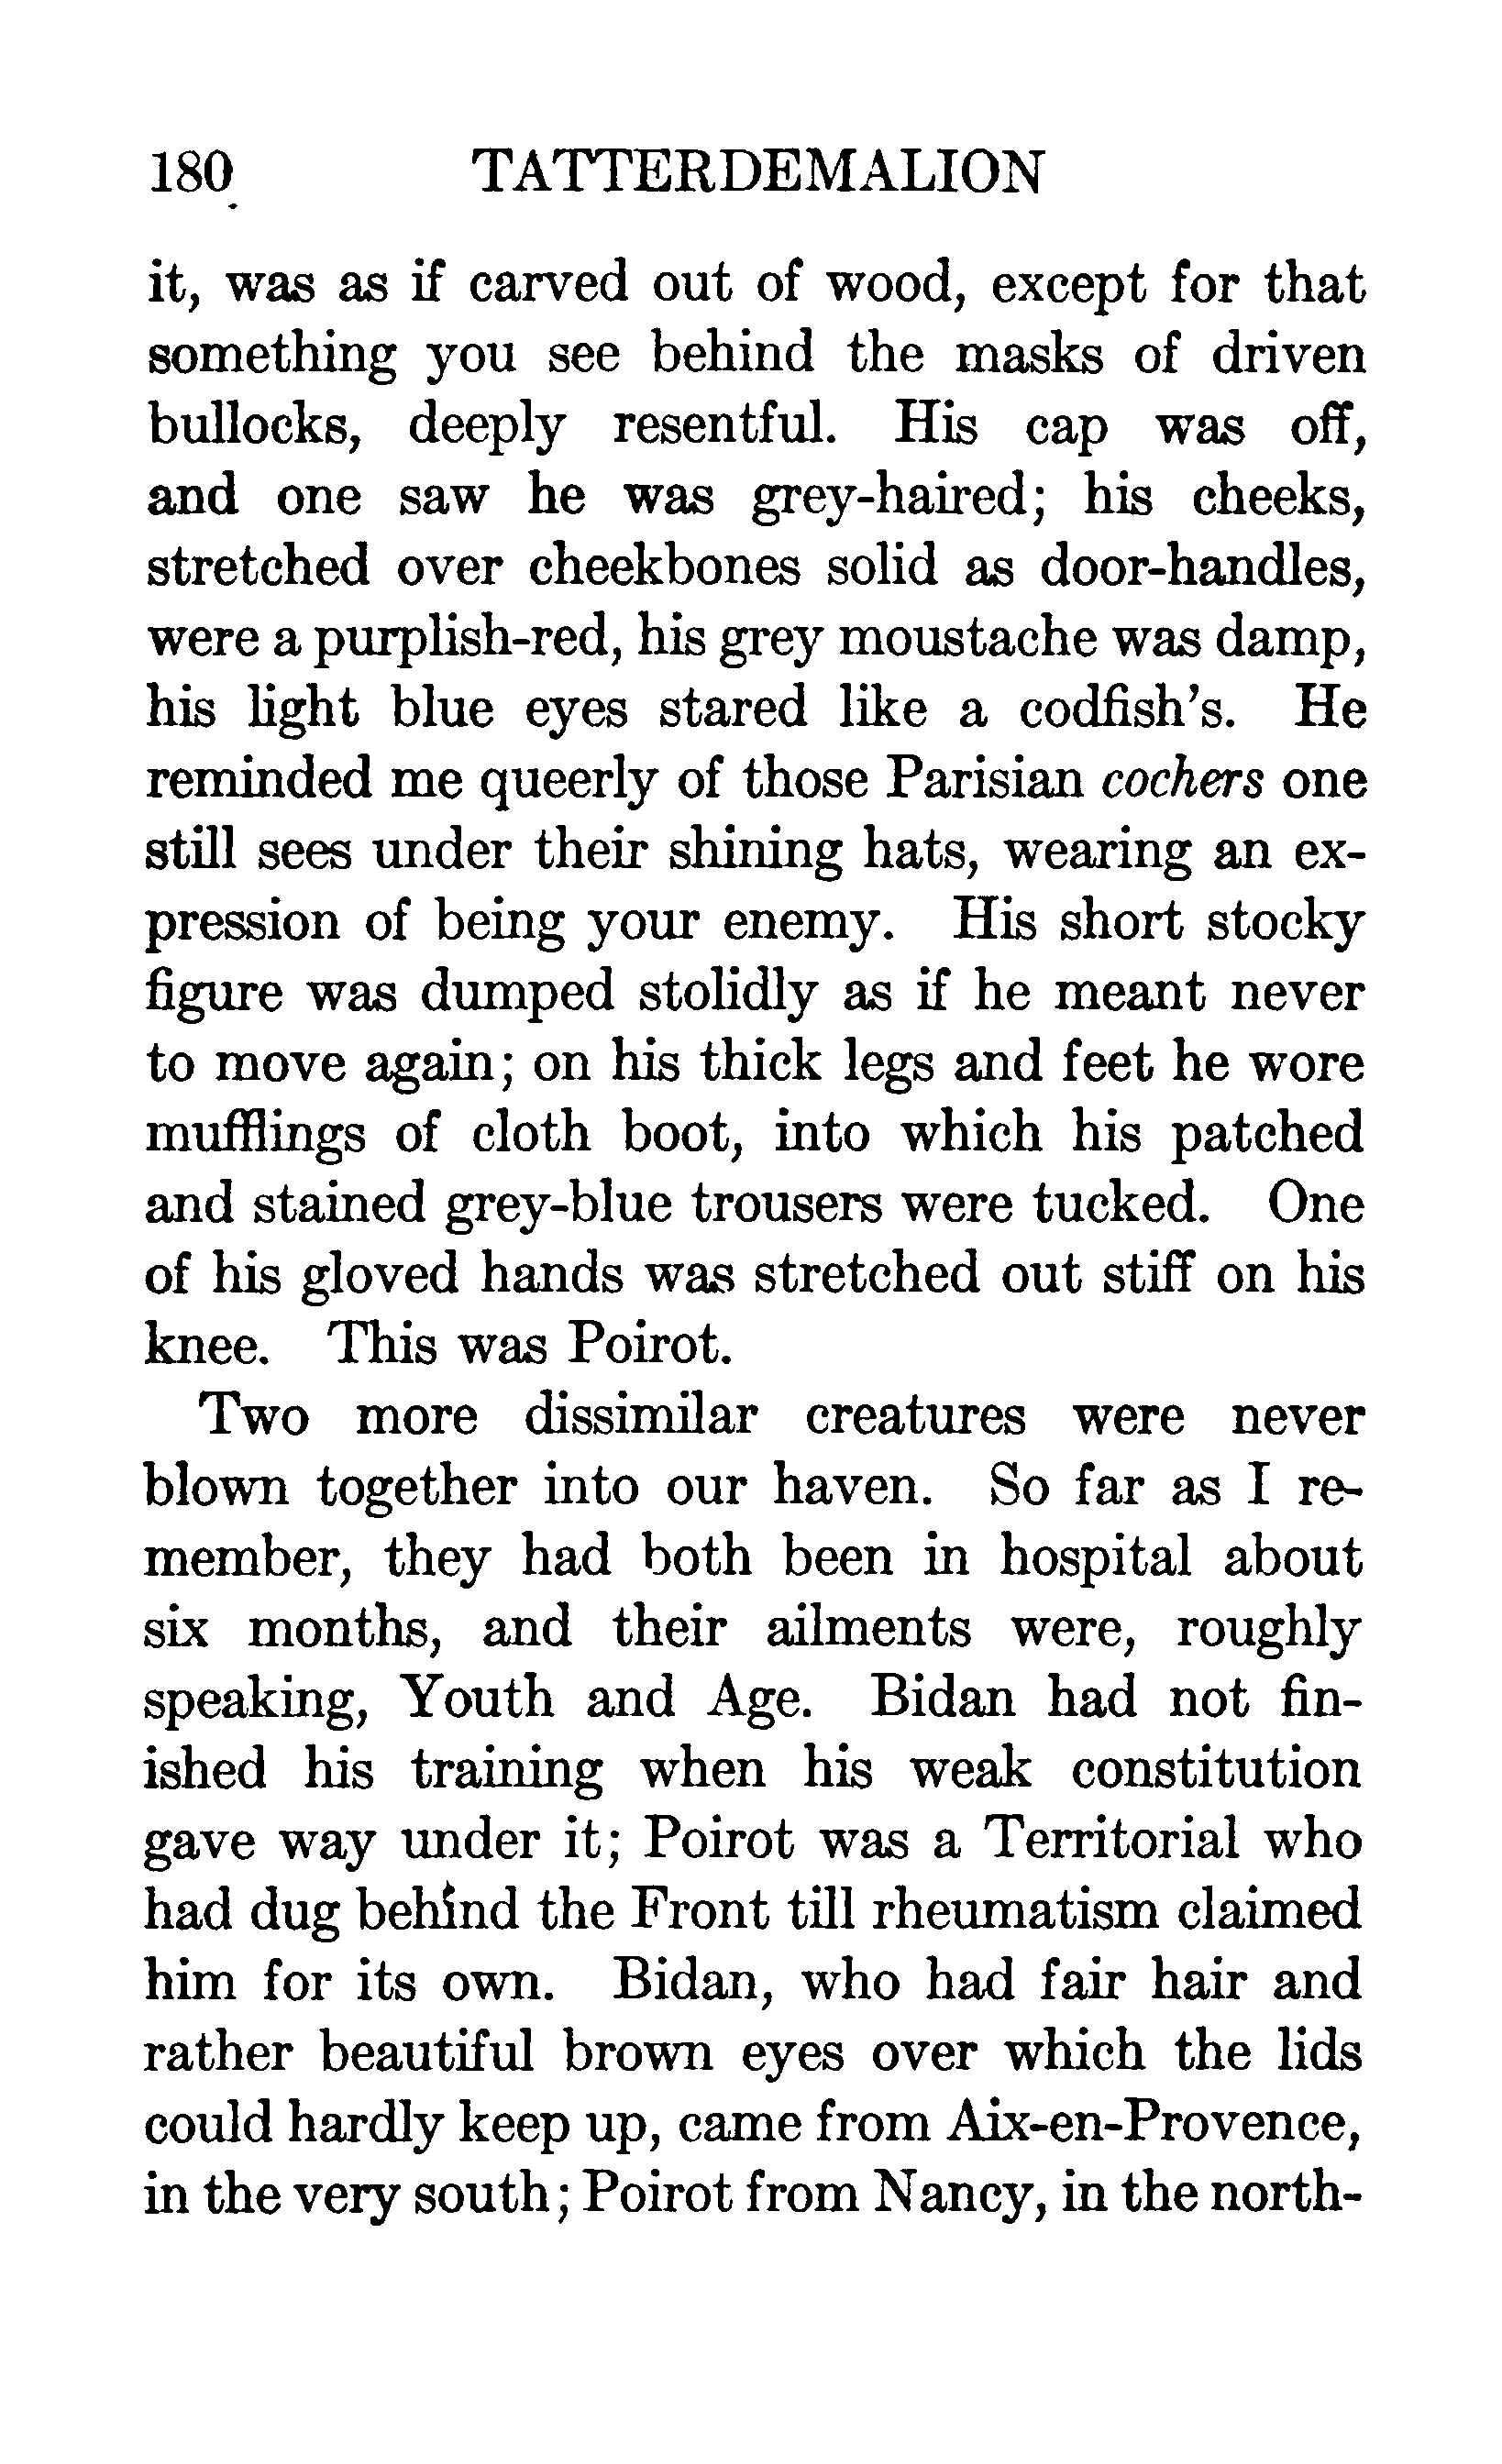 180 TATTERDEMALION
it, was as if carved out of wood, except for that
something you see behind the masks of driven
bullocks, deeply resentful. His cap was off,
and one saw he was grey-haired; his cheeks,
stretched over cheekbones solid as door-handles,
were a purplish-red, his grey moustache was damp,
his light blue eyes stared like a codfish's. He
reminded me queerly of those Parisian cochers one
still sees under their shining hats, wearing an ex-
pression of being your enemy. His short stocky
figure was dumped stolidly as if he meant never
to move again; on his thick legs and feet he wore
mufflings of cloth boot, into which his patched
and stained grey-blue trousers were tucked. One
of his gloved hands was stretched out stiff on his
knee. This was Poirot.
Two more dissimilar creatures were never
blown together into our haven. So far as I re-
member, they had both been in hospital about
six months, and their ailments were, roughly
speaking, Youth and Age. Bidan had not fin-
ished his training when his weak constitution
gave way under it; Poirot was a Territorial who
had dug behind the Front till rheumatism claimed
him for its own. Bidan, who had fair hair and
rather beautiful brown eyes over which the lids
could hardly keep up, came from Aix-en-Provence,
in the very south; Poirot from Nancy, in the north-